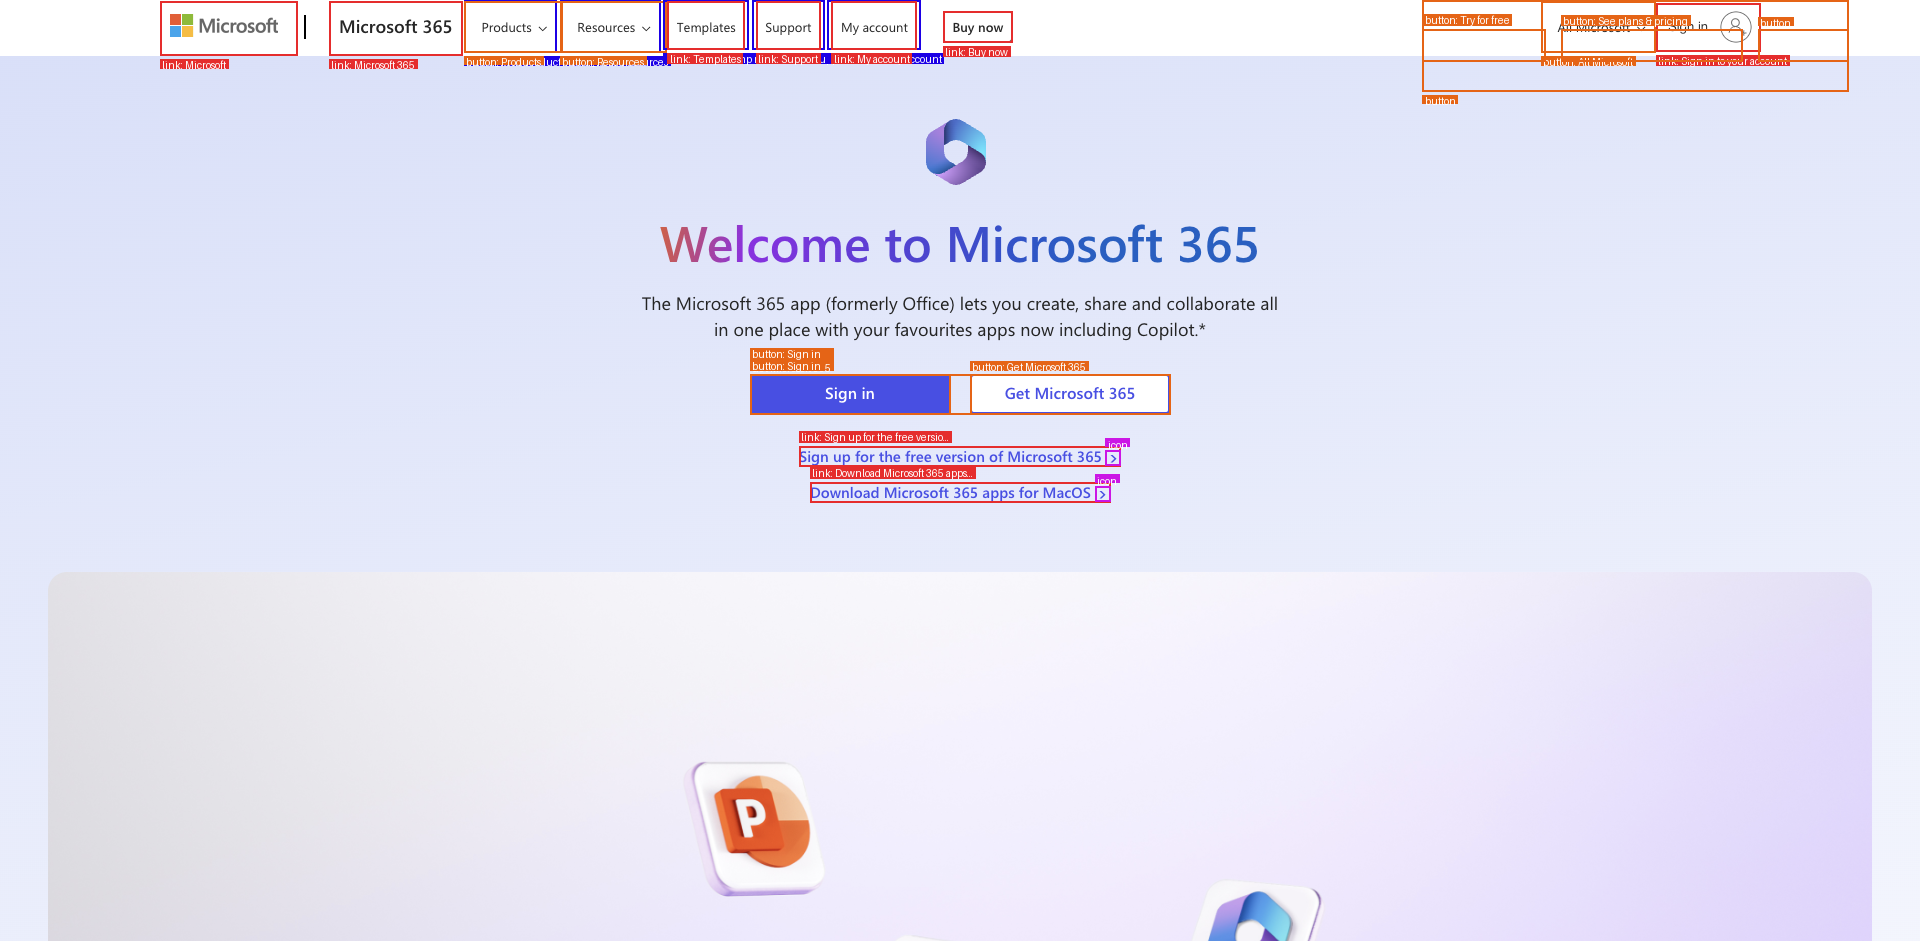 Microsoft
Microsoft 365
Products
Resources
Templates
Support
My account
Buy now
All Microsoft
Sign in
button: Try for free
button: See plans & pricing
button
link: Microsoft
link: Microsoft 365
button: Products
button: Resources
link: Templates
link: Support
link: My account
count
link: Buy now
button: All Microsoft
link: Sign in to your account
button
Welcome to Microsoft 365
The Microsoft 365 app (formerly Office) lets you create, share and collaborate all
in one place with your favourites apps now including Copilot.*
button: Sign in
button: Sign in
button: Get Microsoft 365
Sign in
Get Microsoft 365
link: Sign up for the free versio...
icon
Sign up for the free version of Microsoft 365
link: Download Microsoft 365 apps...
icon
Download Microsoft 365 apps for MacOS
P